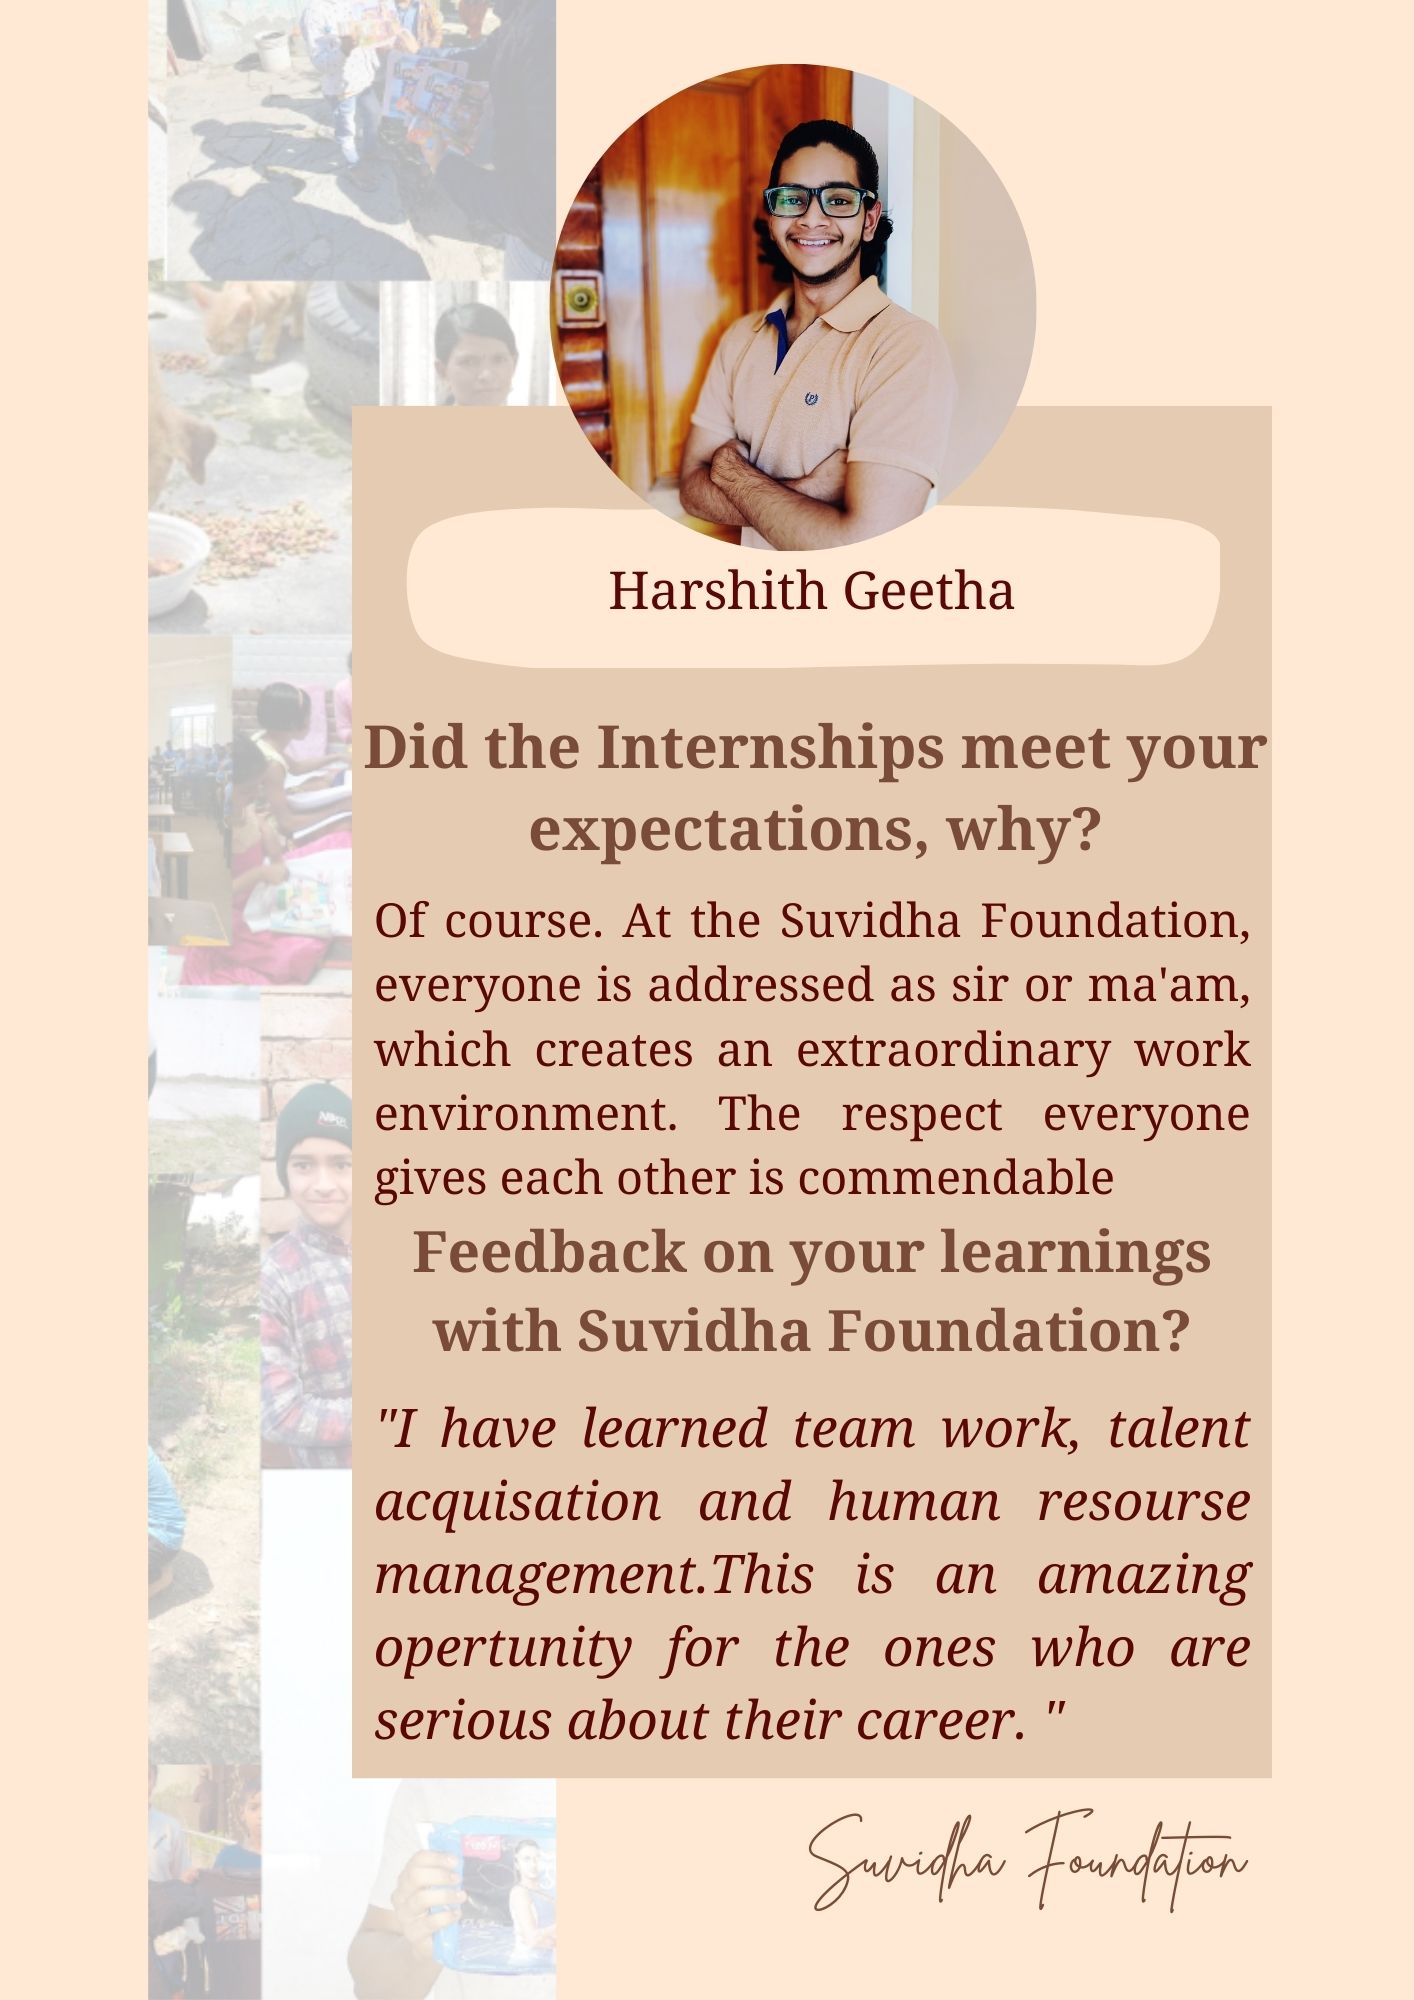 Harshith Geetha
Did the Internships meet your
expectations, why?
Of course. At the Suvidha Foundation,
everyone is addressed as sir or ma'am,
which creates an extraordinary work
environment. The respect everyone
gives each other is commendable
Feedback on your learnings
with Suvidha Foundation?
"I have learned team work, talent
acquisation and human resourse
management.This is an amazing
opertunity for the ones who are
serious about their career. "
Suvidha Foundation